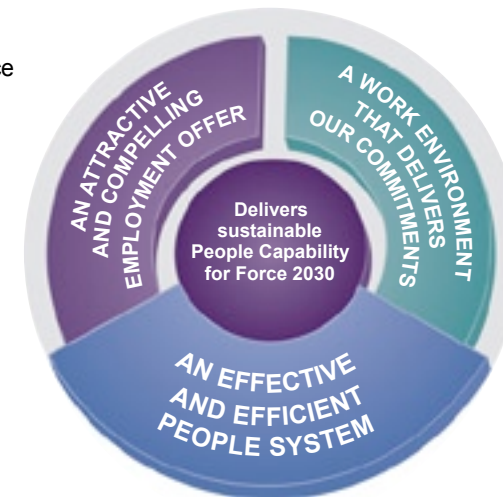 ce
AN ATTRACTIVE
AND COMPELLING
EMPLOYMENT OFFER
A WORK ENVIRONMENT
THAT DELIVERS
OUR COMMITMENTS
Delivers
sustainable
People Capability
for Force 2030
AN EFFECTIVE
AND EFFICIENT
PEOPLE SYSTEM